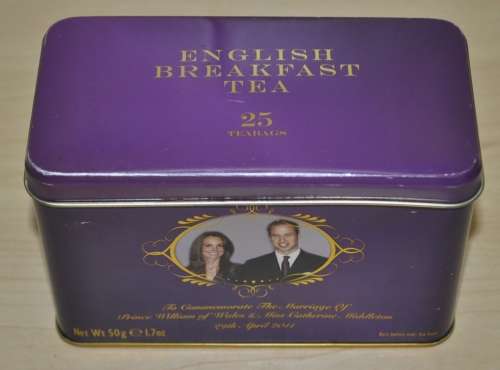 ENGLISH
BREAKFAST
TEA
25
TEABAGS
To Commemorate The Marriage Of
Prince William of Wales & Miss Catherine Middleton
29th April 2011
Net Wt 50g ℮ 1.7oz